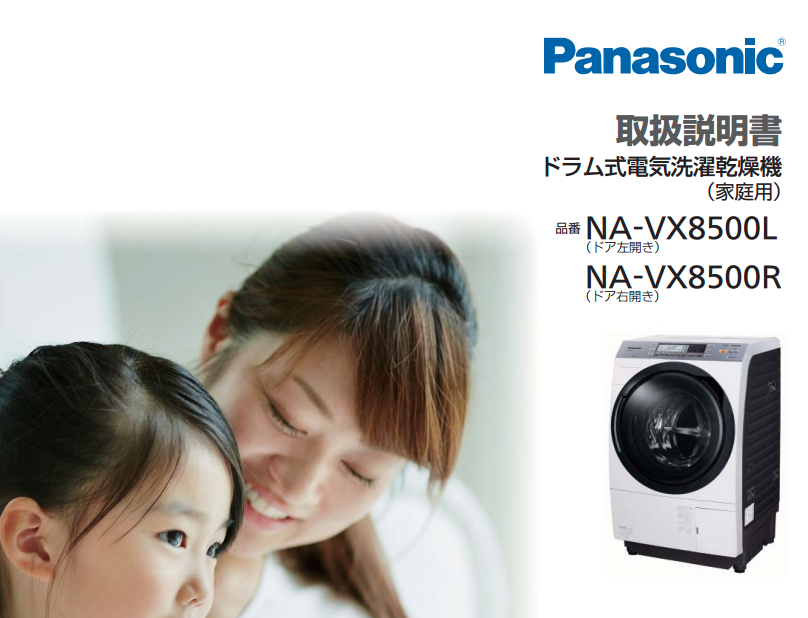 Panasonic®
取扱説明書
ドラム式電気洗濯乾燥機
（家庭用）
品番 NA-VX8500L
（ドア左開き）
NA-VX8500R
（ドア右開き）